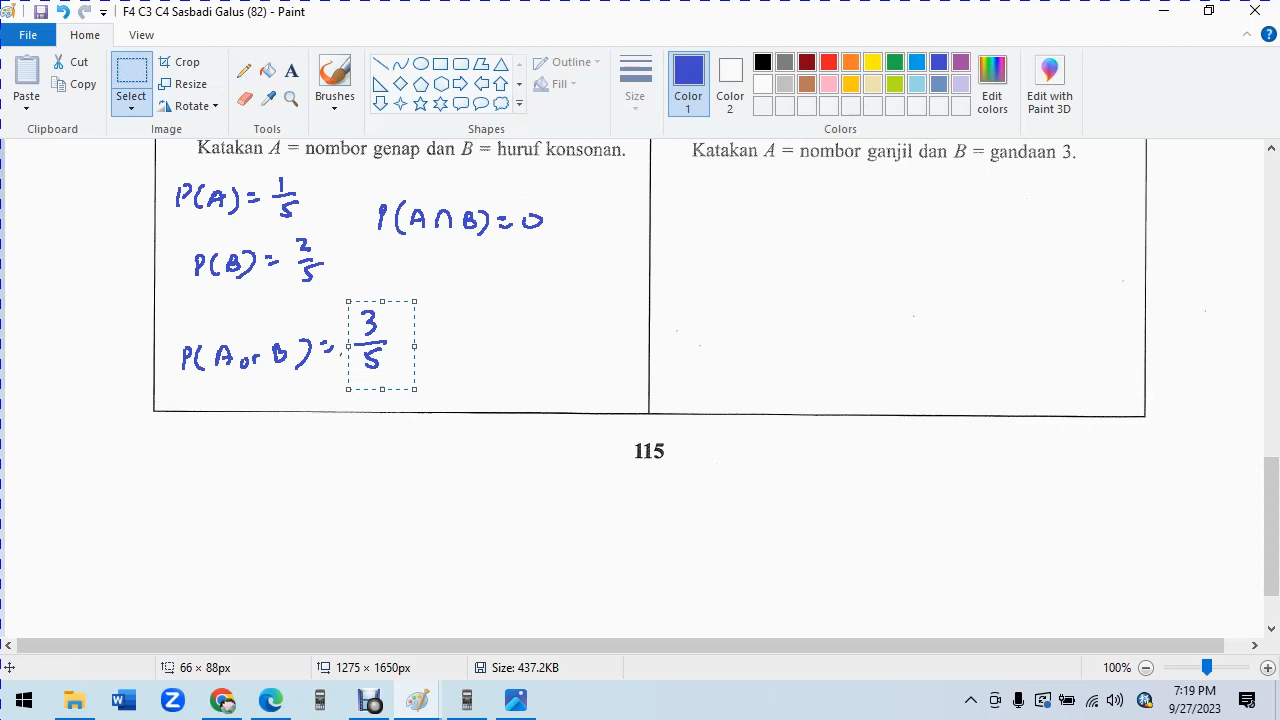 F4 C3 C4 Sasbadi Galus (82) - Paint
File Home View
Paste
Cut
Copy
Clipboard
Select
Crop
Resize
Rotate
Image
A
Tools
Brushes
Shapes
Outline
Fill
Size
Color 1
Color 2
Edit colors
Colors
Edit with Paint 3D
Katakan A = nombor genap dan B = huruf konsonan.
P(A) = 1/5
P(A ∩ B) = 0
P(B) = 2/5
P(A or B) = 3/5
Katakan A = nombor ganjil dan B = gandaan 3.
115
66 × 88px
1275 × 1650px
Size: 437.2KB
100%
7:19 PM
9/27/2023